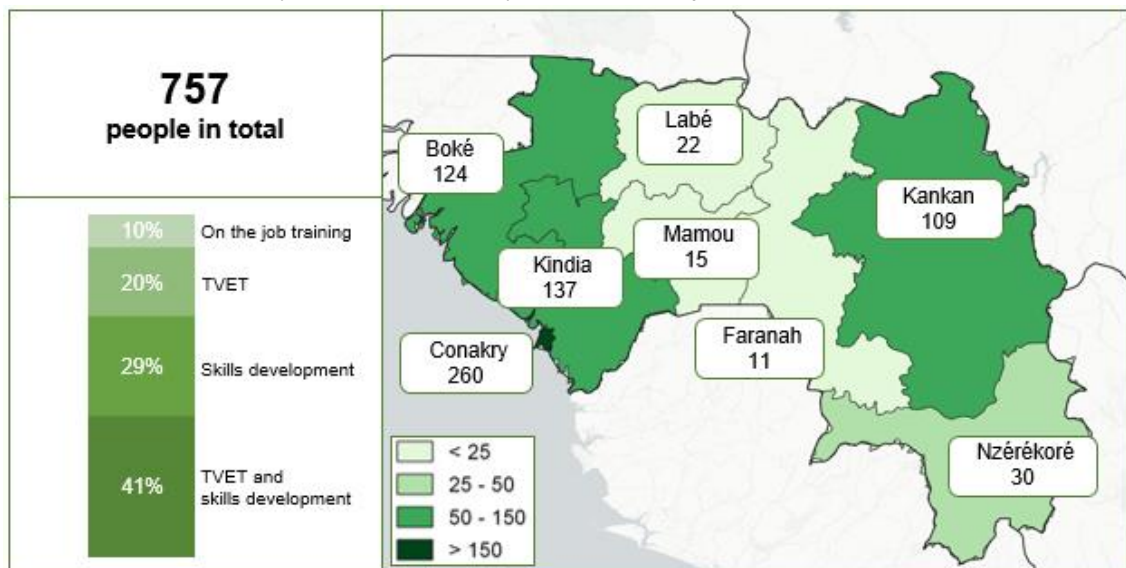 757
people in total
10%
On the job training
20%
TVET
29%
Skills development
41%
TVET and
skills development
Boké
124
Labé
22
Kankan
109
Mamou
15
Kindia
137
Faranah
11
Conakry
260
Nzérékoré
30
< 25
25 - 50
50 - 150
> 150